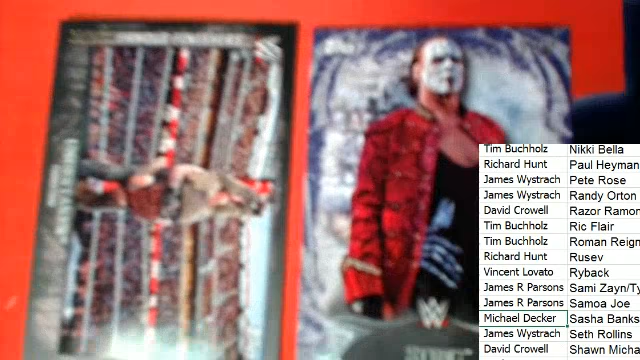 Tim Buchholz Nikki Bella
Richard Hunt Paul Heyman
James Wystrach Pete Rose
James Wystrach Randy Orton
David Crowell Razor Ramon
Tim Buchholz Ric Flair
Tim Buchholz Roman Reign
Richard Hunt Rusev
Vincent Lovato Ryback
James R Parsons Sami Zayn/Ty
James R Parsons Samoa Joe
Michael Decker Sasha Banks
James Wystrach Seth Rollins
David Crowell Shawn Micha